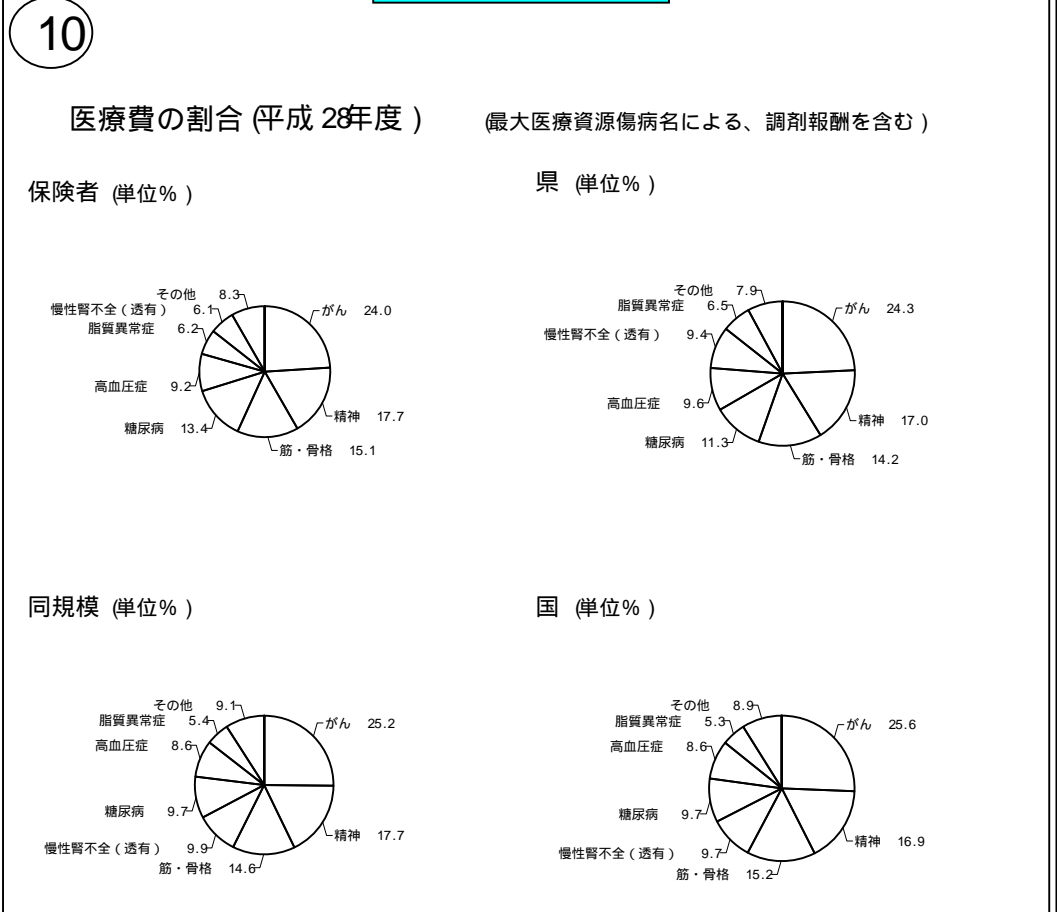 10
医療費の割合(平成28年度) (最大医療資源傷病名による、調剤報酬を含む)
保険者 (単位%)
その他 8.3
慢性腎不全(透有) 6.1
脂質異常症 6.2
高血圧症 9.2
糖尿病 13.4
がん 24.0
精神 17.7
筋・骨格 15.1
県 (単位%)
その他 7.9
脂質異常症 6.5
慢性腎不全(透有) 9.4
高血圧症 9.6
糖尿病 11.3
がん 24.3
精神 17.0
筋・骨格 14.2
同規模 (単位%)
その他 9.1
脂質異常症 5.4
高血圧症 8.6
糖尿病 9.7
慢性腎不全(透有) 9.9
筋・骨格 14.6
がん 25.2
精神 17.7
国 (単位%)
その他 8.9
脂質異常症 5.3
高血圧症 8.6
糖尿病 9.7
慢性腎不全(透有) 9.7
筋・骨格 15.2
がん 25.6
精神 16.9